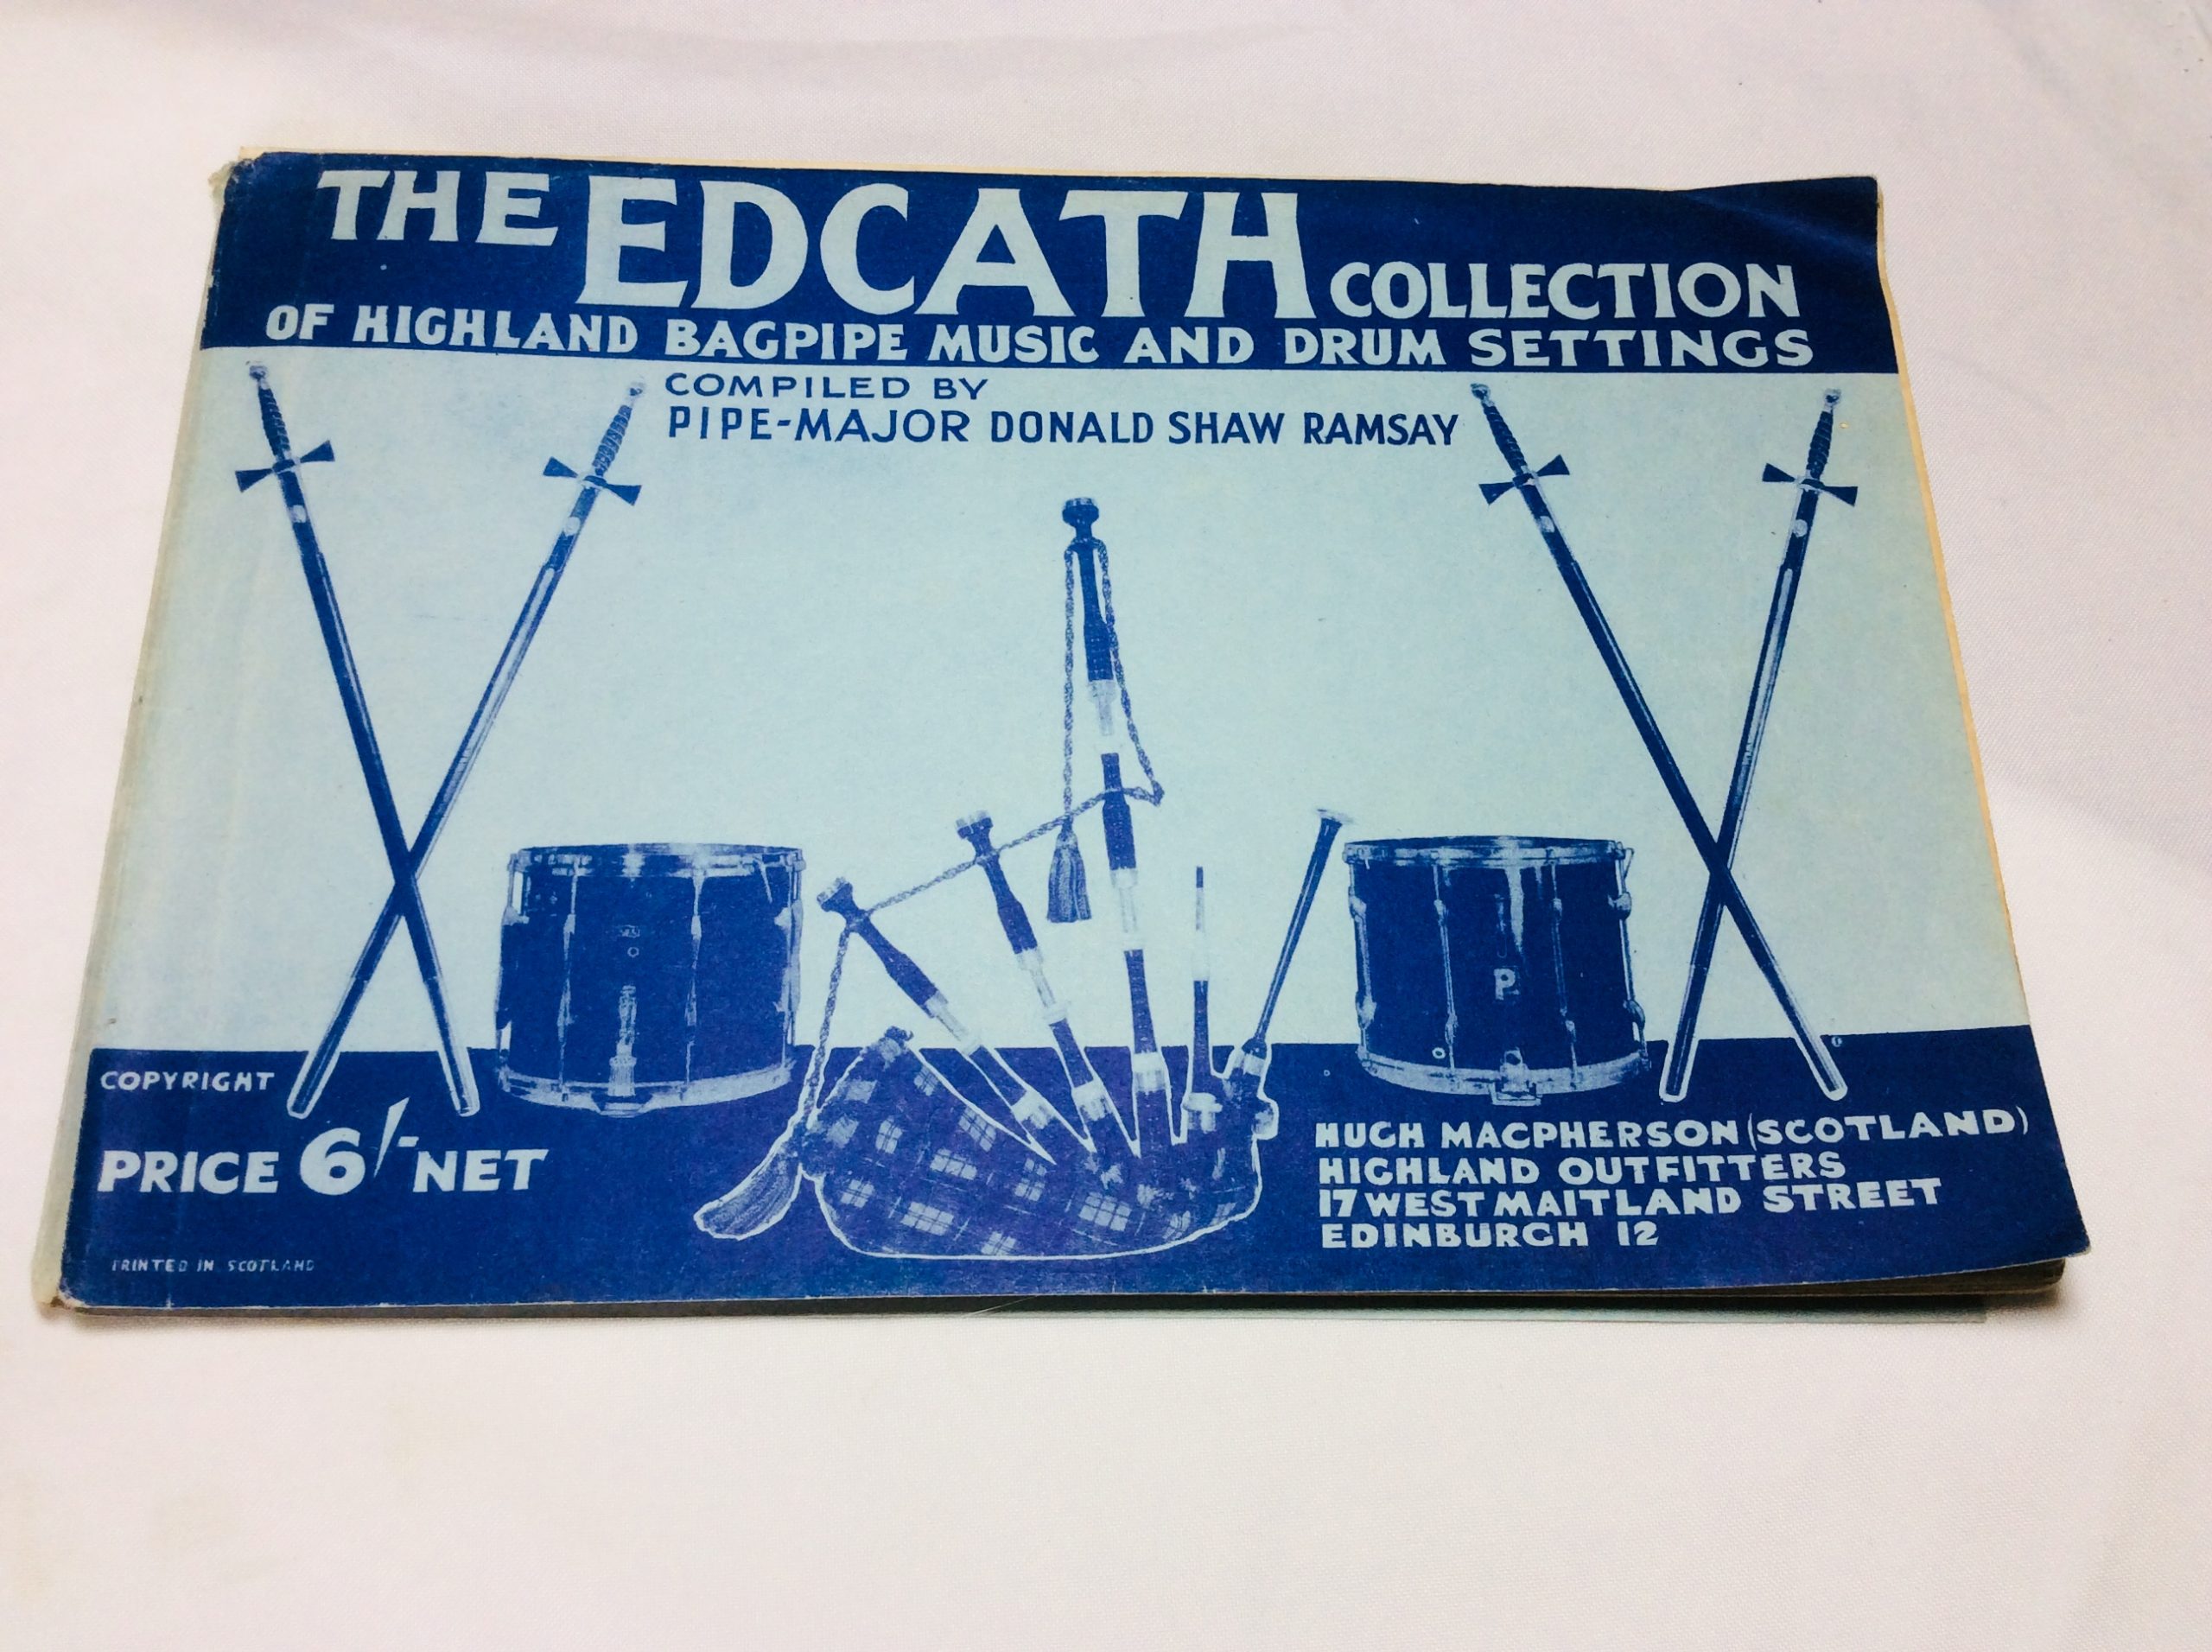 THE EDCATH COLLECTION
OF HIGHLAND BAGPIPE MUSIC AND DRUM SETTINGS
COMPILED BY
PIPE-MAJOR DONALD SHAW RAMSAY
P
COPYRIGHT
PRICE 6/- NET
PRINTED IN SCOTLAND
HUGH MACPHERSON (SCOTLAND)
HIGHLAND OUTFITTERS
17 WEST MAITLAND STREET
EDINBURGH 12